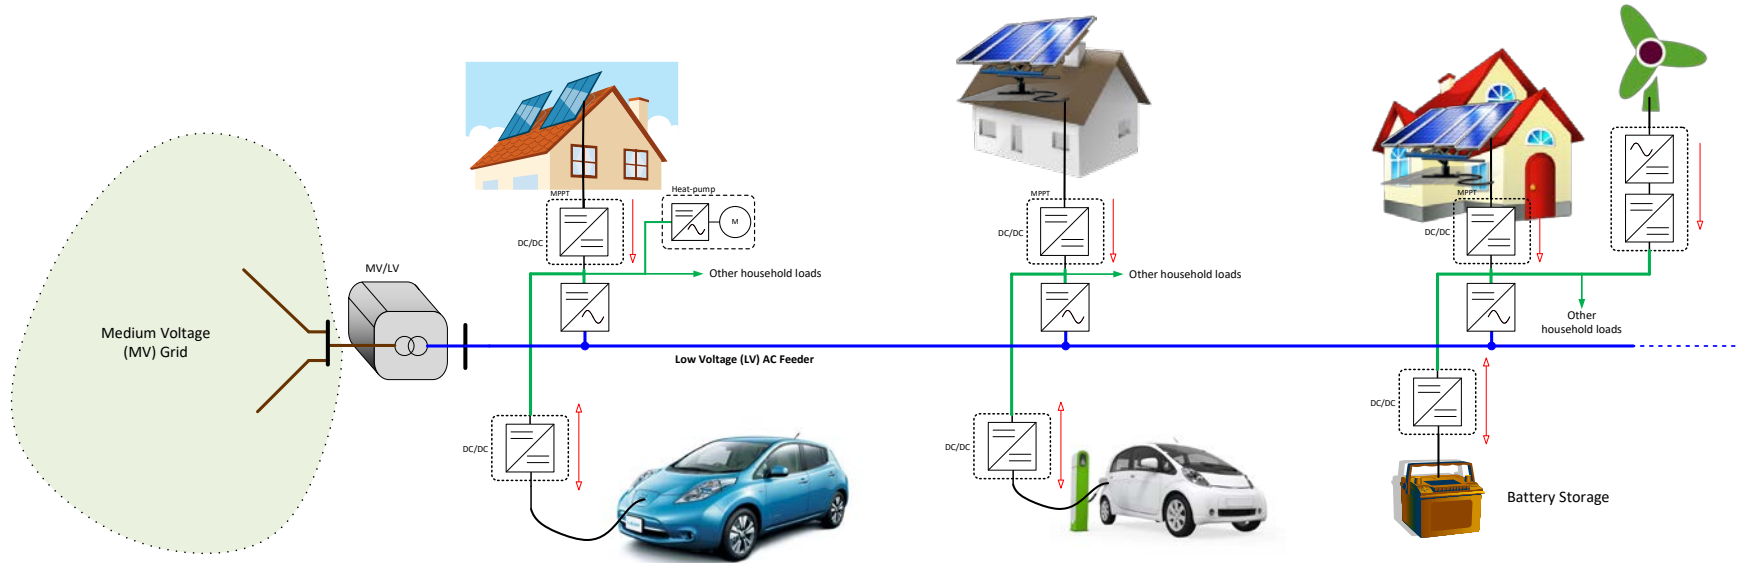 MPPT
Heat-pump
M
DC/DC
Other household loads
MPPT
DC/DC
Other household loads
MPPT
DC/DC
Other
household loads
MV/LV
Medium Voltage
(MV) Grid
Low Voltage (LV) AC Feeder
DC/DC
DC/DC
DC/DC
Battery Storage